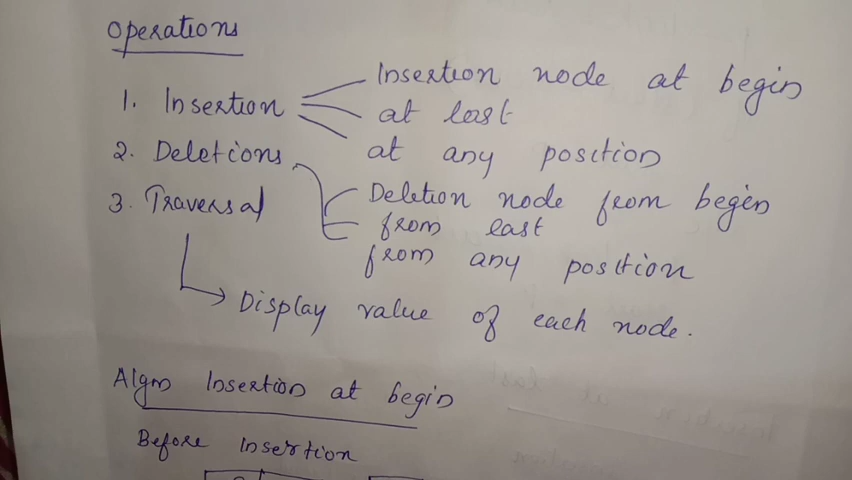 Operations
1. Insertion
Insertion node at begin
at last
at any position
2. Deletions
Deletion node from begin
from last
from any position
3. Traversal
Display value of each node.
Algm Insertion at begin
Before Insertion